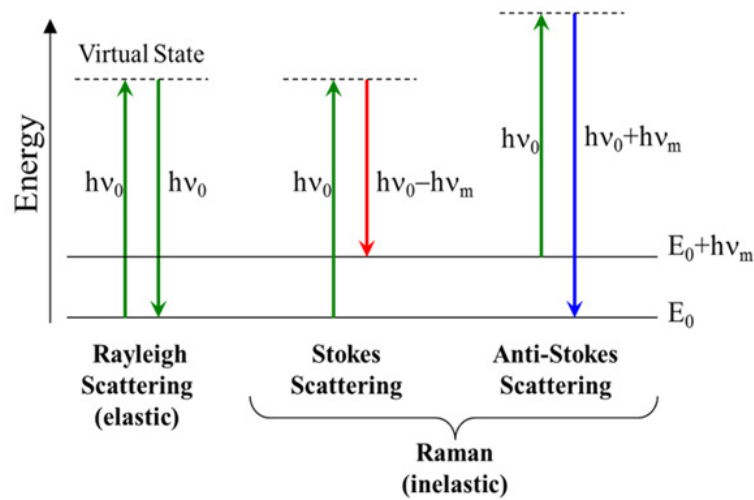 Energy
Virtual State
hν₀
hν₀
hν₀
hν₀−hνₘ
hν₀
hν₀+hνₘ
E₀+hνₘ
E₀
Rayleigh
Scattering
(elastic)
Stokes
Scattering
Anti-Stokes
Scattering
Raman
(inelastic)